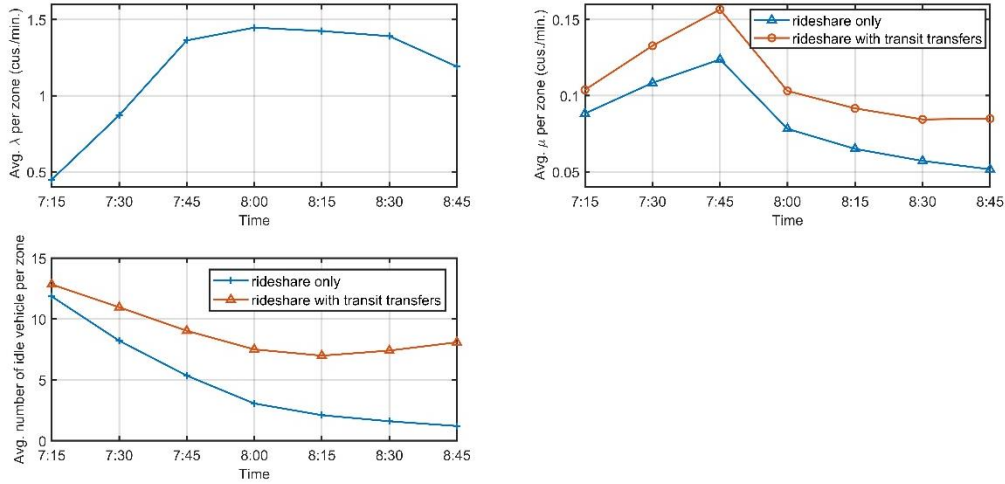 Avg. λ per zone (cus./min.)
1.5
1
0.5
7:15 7:30 7:45 8:00 8:15 8:30 8:45
Time
Avg. μ per zone (cus./min.)
0.15
0.1
0.05
rideshare only
rideshare with transit transfers
7:15 7:30 7:45 8:00 8:15 8:30 8:45
Time
Avg. number of idle vehicle per zone
15
10
5
0
rideshare only
rideshare with transit transfers
7:15 7:30 7:45 8:00 8:15 8:30 8:45
Time